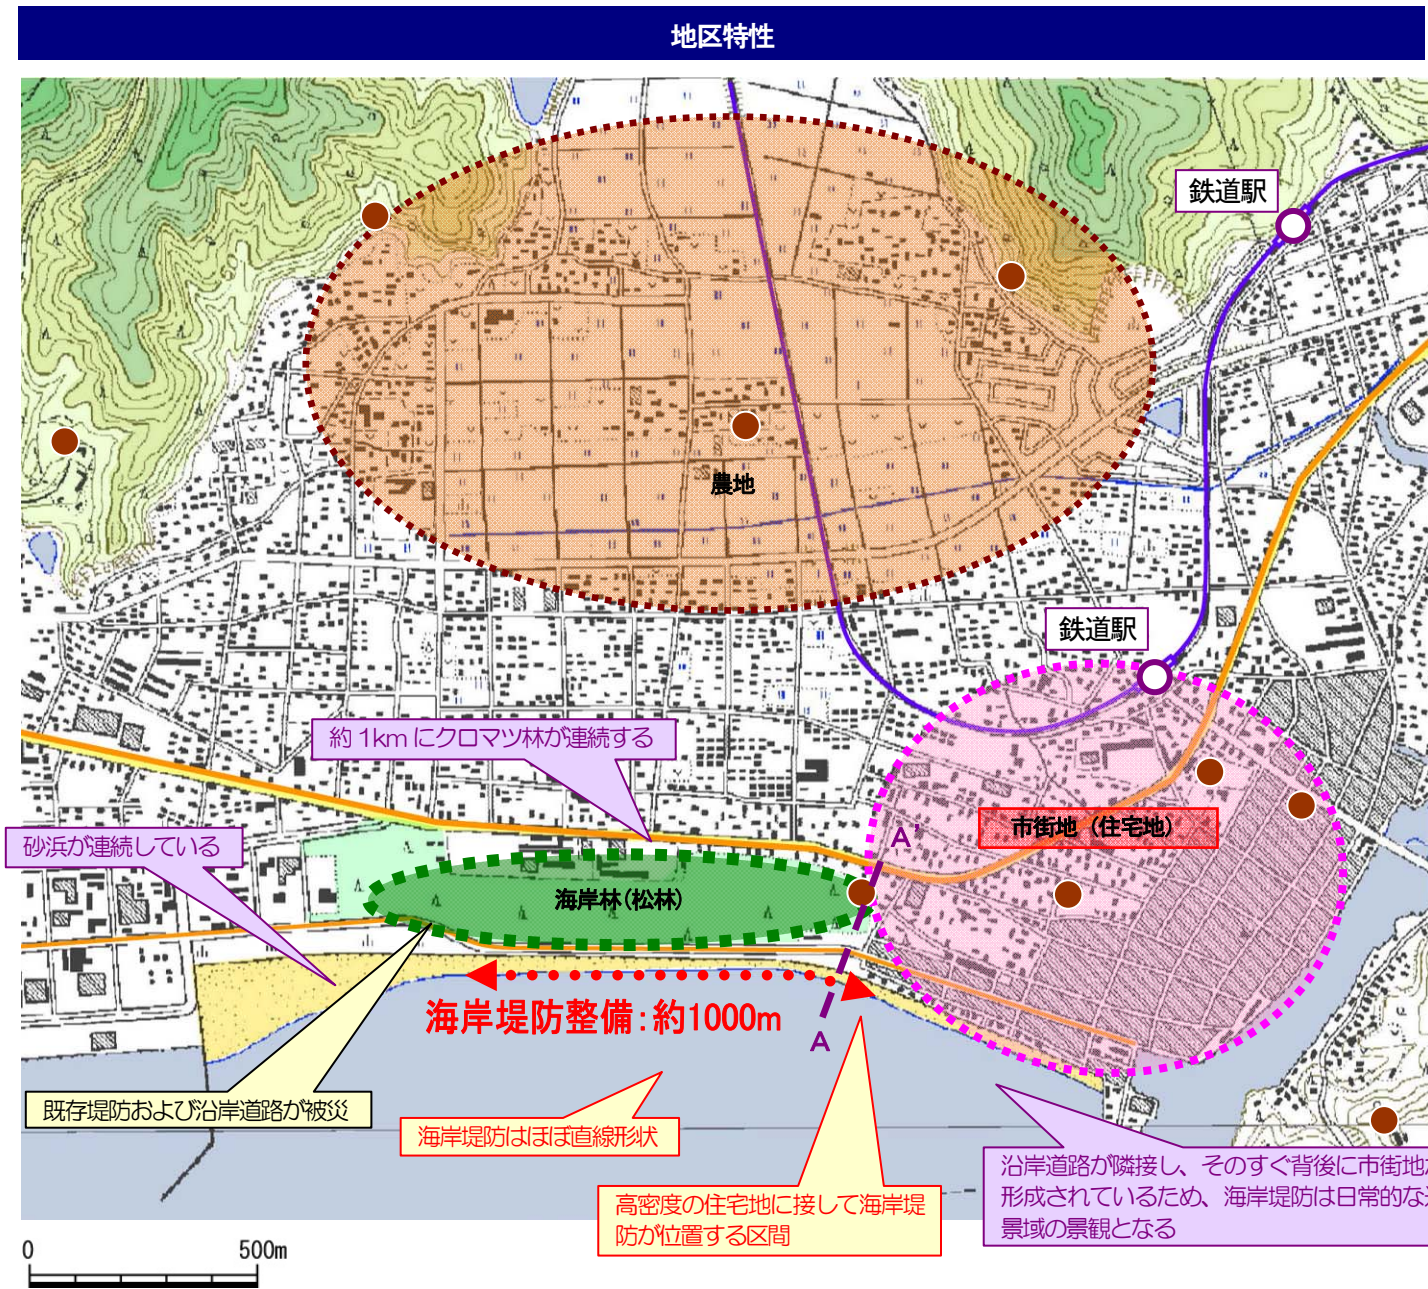 地区特性
鉄道駅
農地
鉄道駅
約1kmにクロマツ林が連続する
市街地（住宅地）
A'
砂浜が連続している
海岸林(松林)
海岸堤防整備:約1000m
A
既存堤防および沿岸道路が被災
海岸堤防はほぼ直線形状
沿岸道路が隣接し、そのすぐ背後に市街地
形成されているため、海岸堤防は日常的な
景域の景観となる
高密度の住宅地に接して海岸堤
防が位置する区間
0 500m